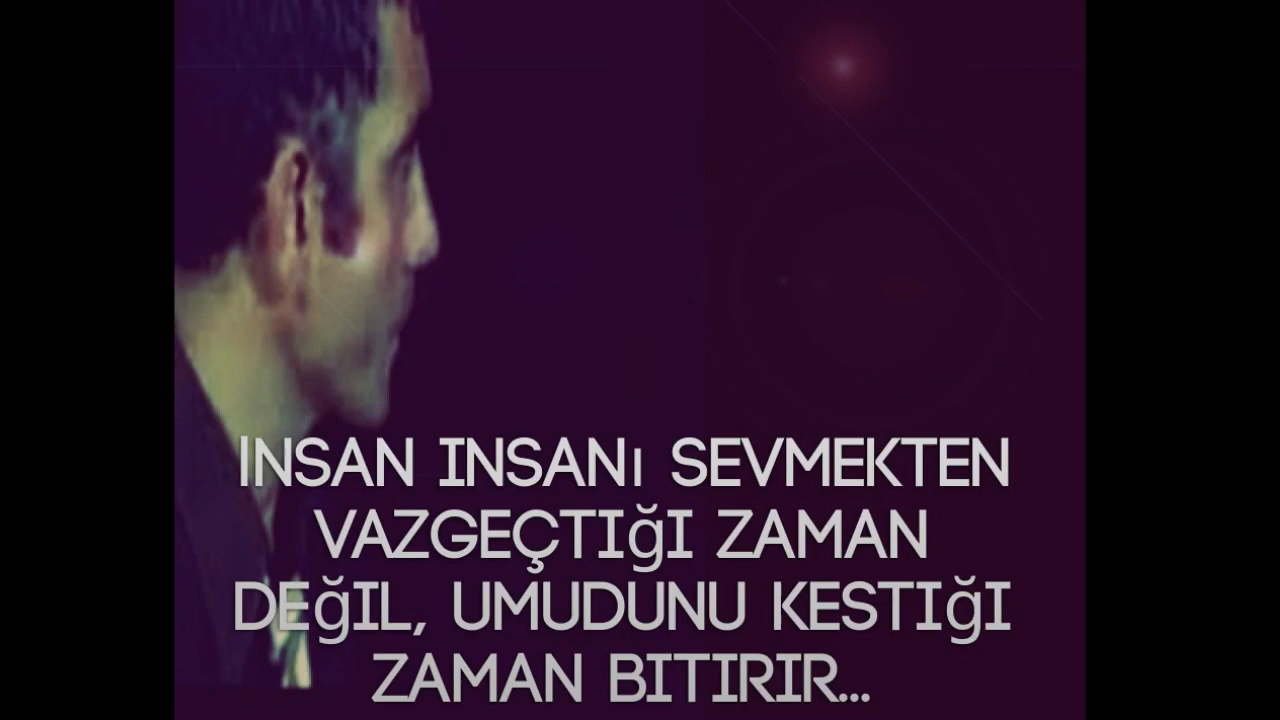 İNSAN INSANı SEVMEKTEN
VAZGEÇTIğI ZAMAN
DEğIL, UMUDUNU KESTIğI
ZAMAN BITIRIR...